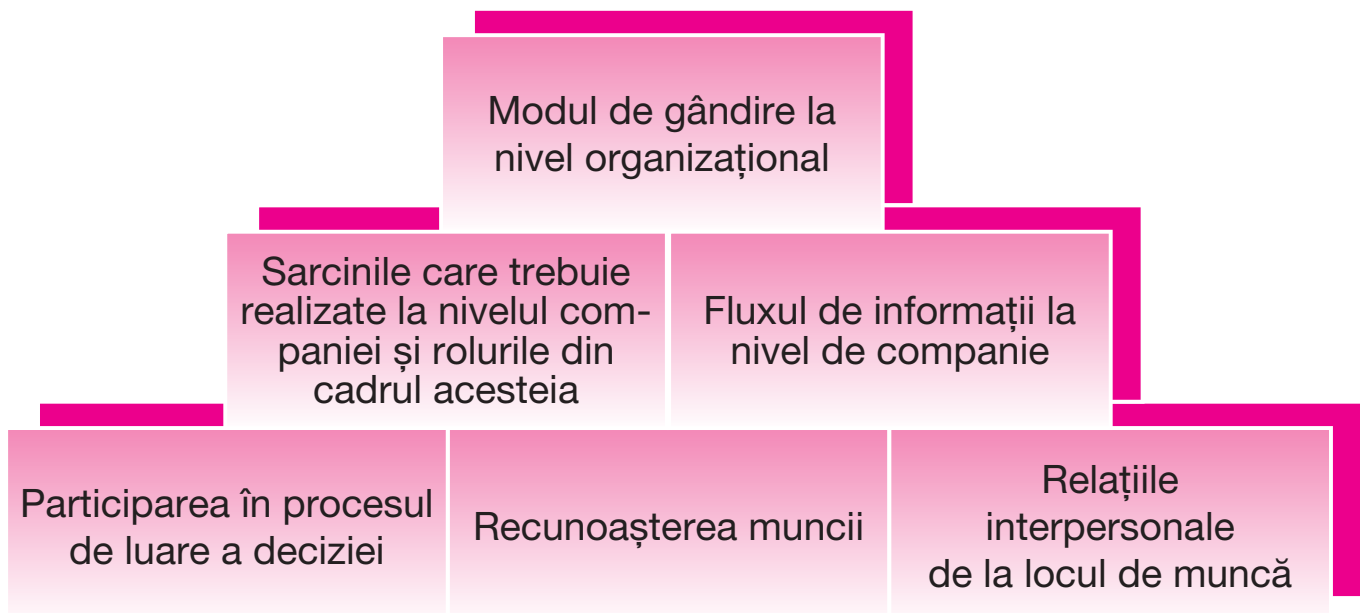 Modul de gândire la
nivel organizațional
Sarcinile care trebuie
realizate la nivelul com-
paniei și rolurile din
cadrul acesteia
Fluxul de informații la
nivel de companie
Participarea în procesul
de luare a deciziei
Recunoașterea muncii
Relațiile
interpersonale
de la locul de muncă